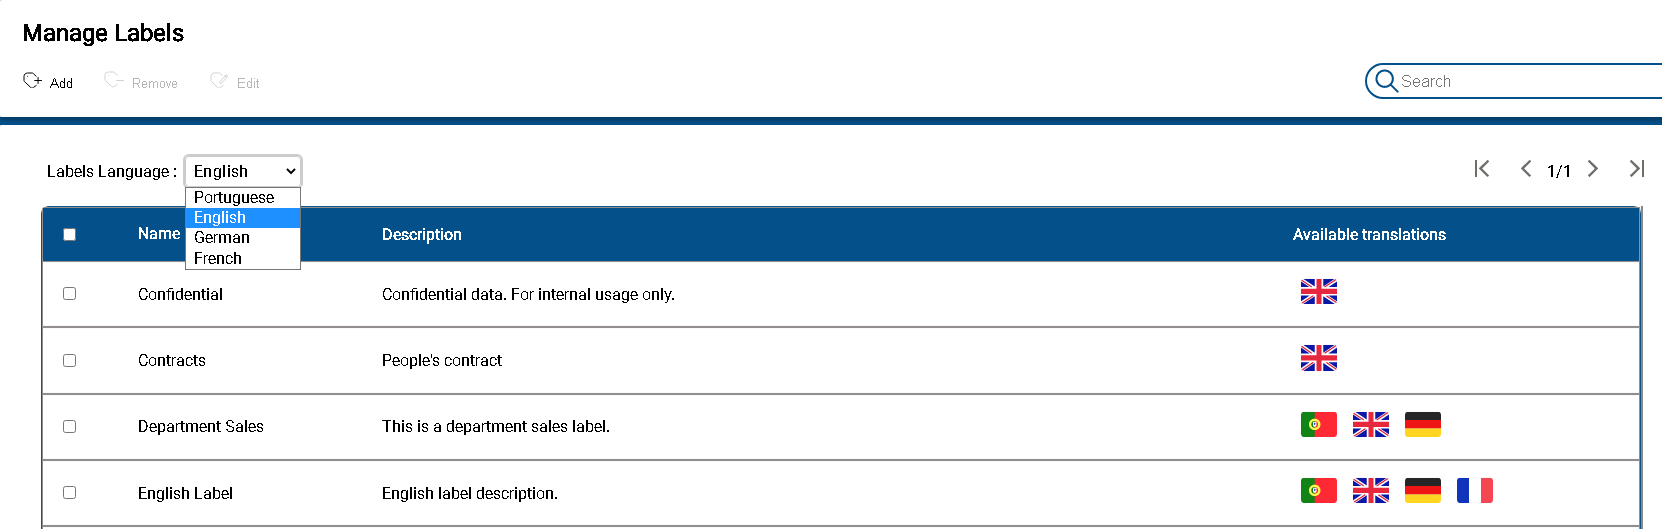 Manage Labels
Add Remove Edit
Search
Labels Language : English
1/1
Portuguese
English
German
French
Name Description Available translations
Confidential Confidential data. For internal usage only.
Contracts People's contract
Department Sales This is a department sales label.
English Label English label description.